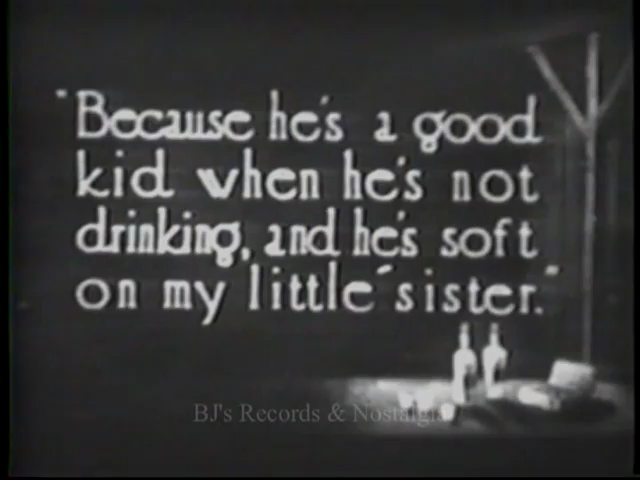 "Because he's a good
kid when he's not
drinking, and he's soft
on my little sister."
BJ's Records & Nostalgia